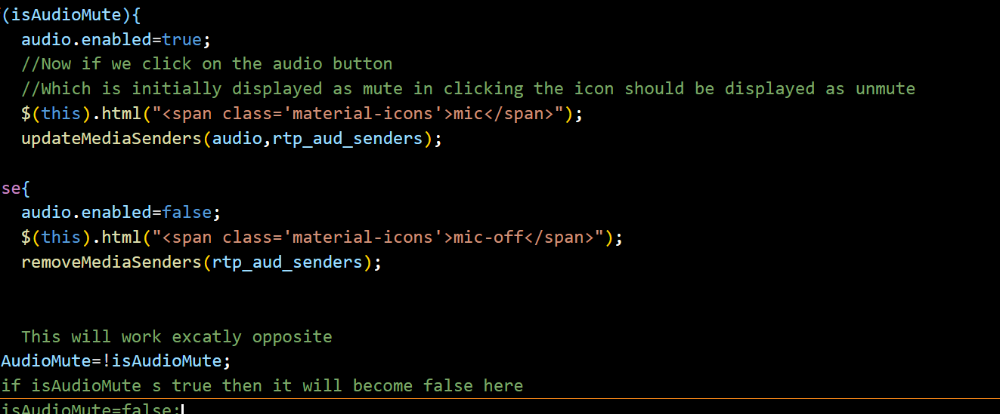 (isAudioMute){
audio.enabled=true;
//Now if we click on the audio button
//Which is initially displayed as mute in clicking the icon should be displayed as unmute
$(this).html("<span class='material-icons'>mic</span>");
updateMediaSenders(audio,rtp_aud_senders);
se{
audio.enabled=false;
$(this).html("<span class='material-icons'>mic-off</span>");
removeMediaSenders(rtp_aud_senders);
This will work excatly opposite
AudioMute=!isAudioMute;
if isAudioMute s true then it will become false here
isAudioMute=false;